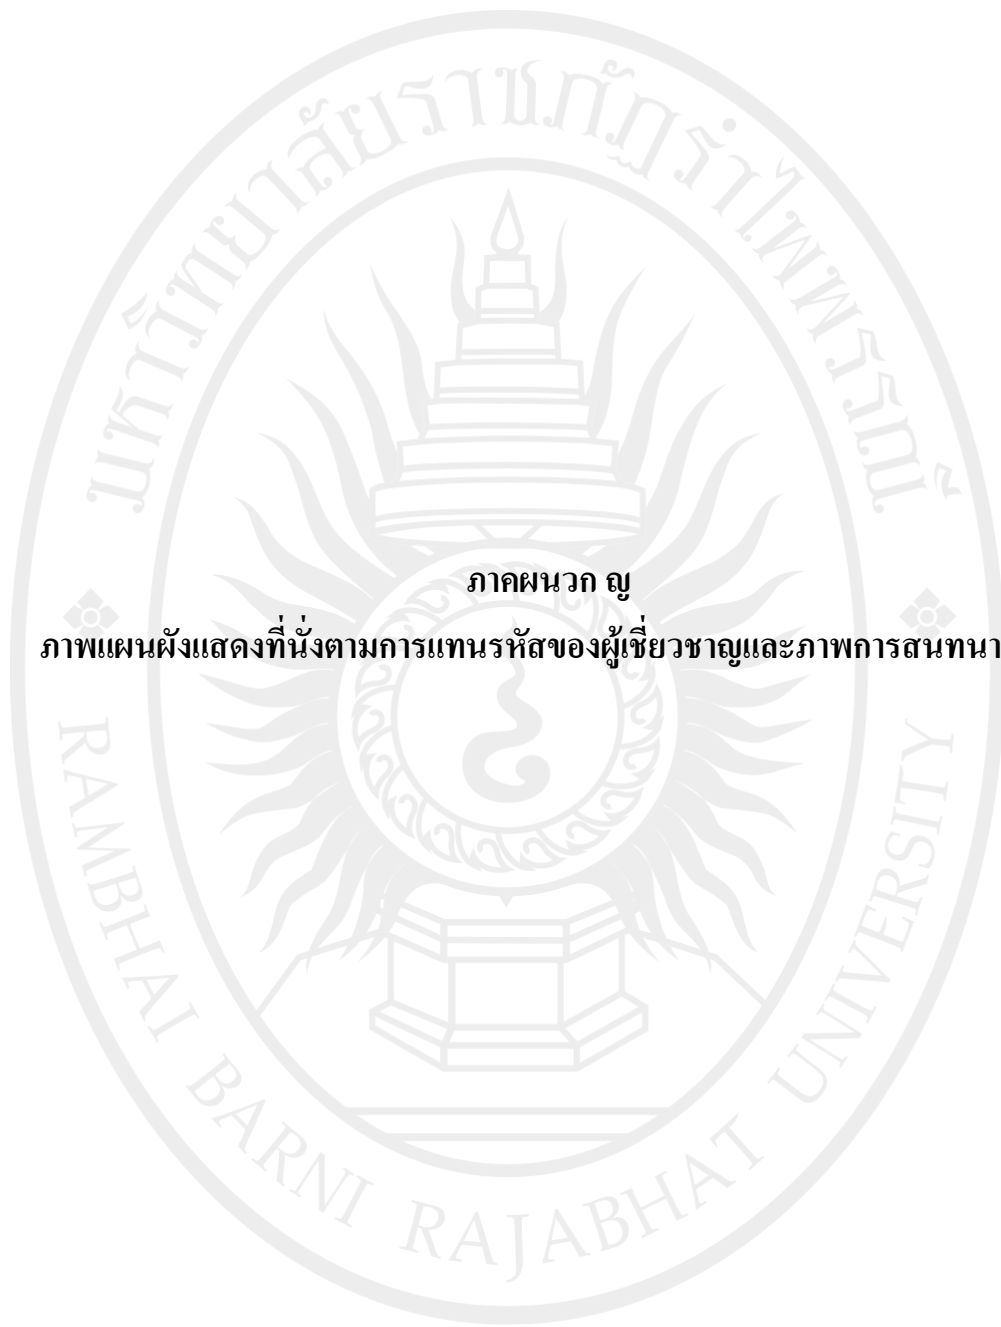 มหาวิทยาลัยราชภัฏรำไพพรรณี
ภาคผนวก ญ
ภาพแผนผังแสดงที่นั่งตามการแทนรหัสของผู้เชี่ยวชาญและภาพการสนทนา
RAMBHAI BARNI RAJABHAT UNIVERSITY